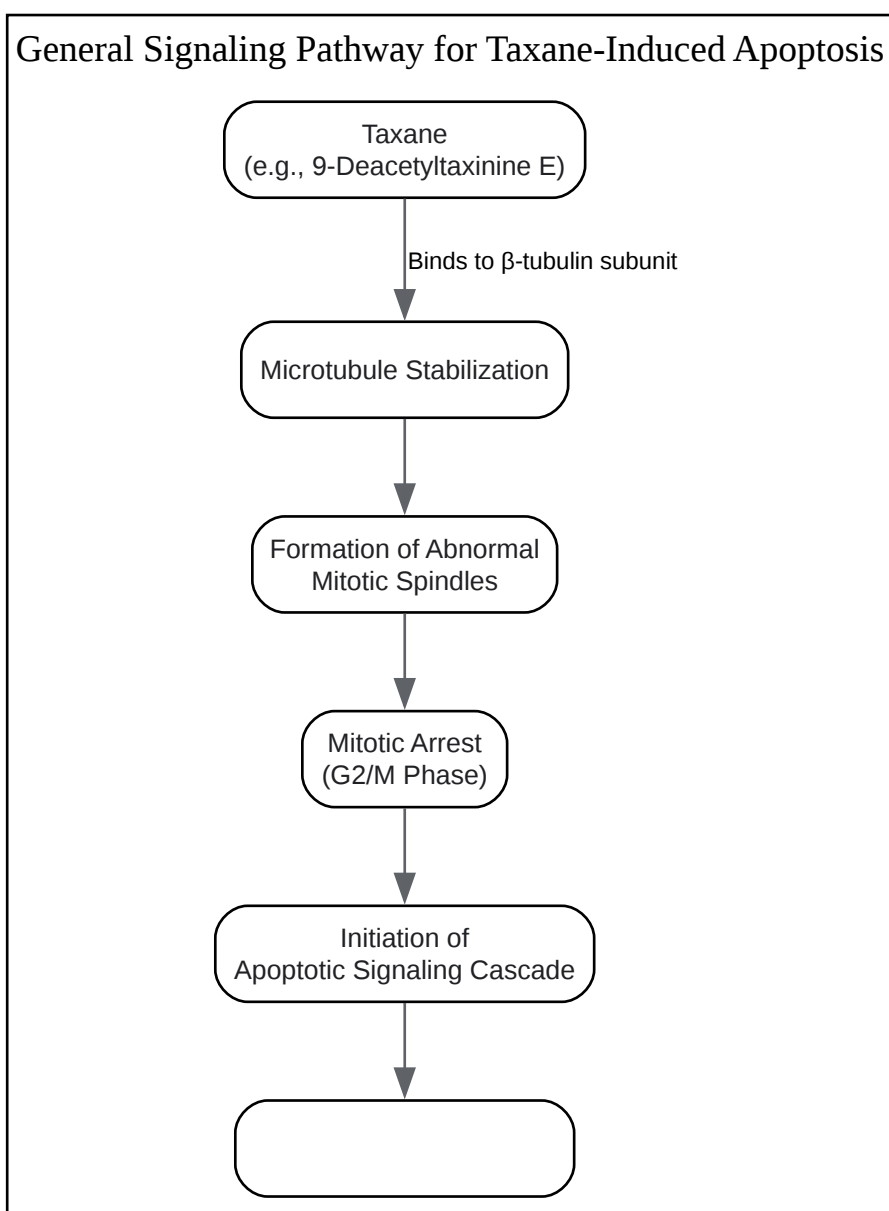 General Signaling Pathway for Taxane-Induced Apoptosis
Taxane
(e.g., 9-Deacetyltaxinine E)
Binds to β-tubulin subunit
Microtubule Stabilization
Formation of Abnormal
Mitotic Spindles
Mitotic Arrest
(G2/M Phase)
Initiation of
Apoptotic Signaling Cascade